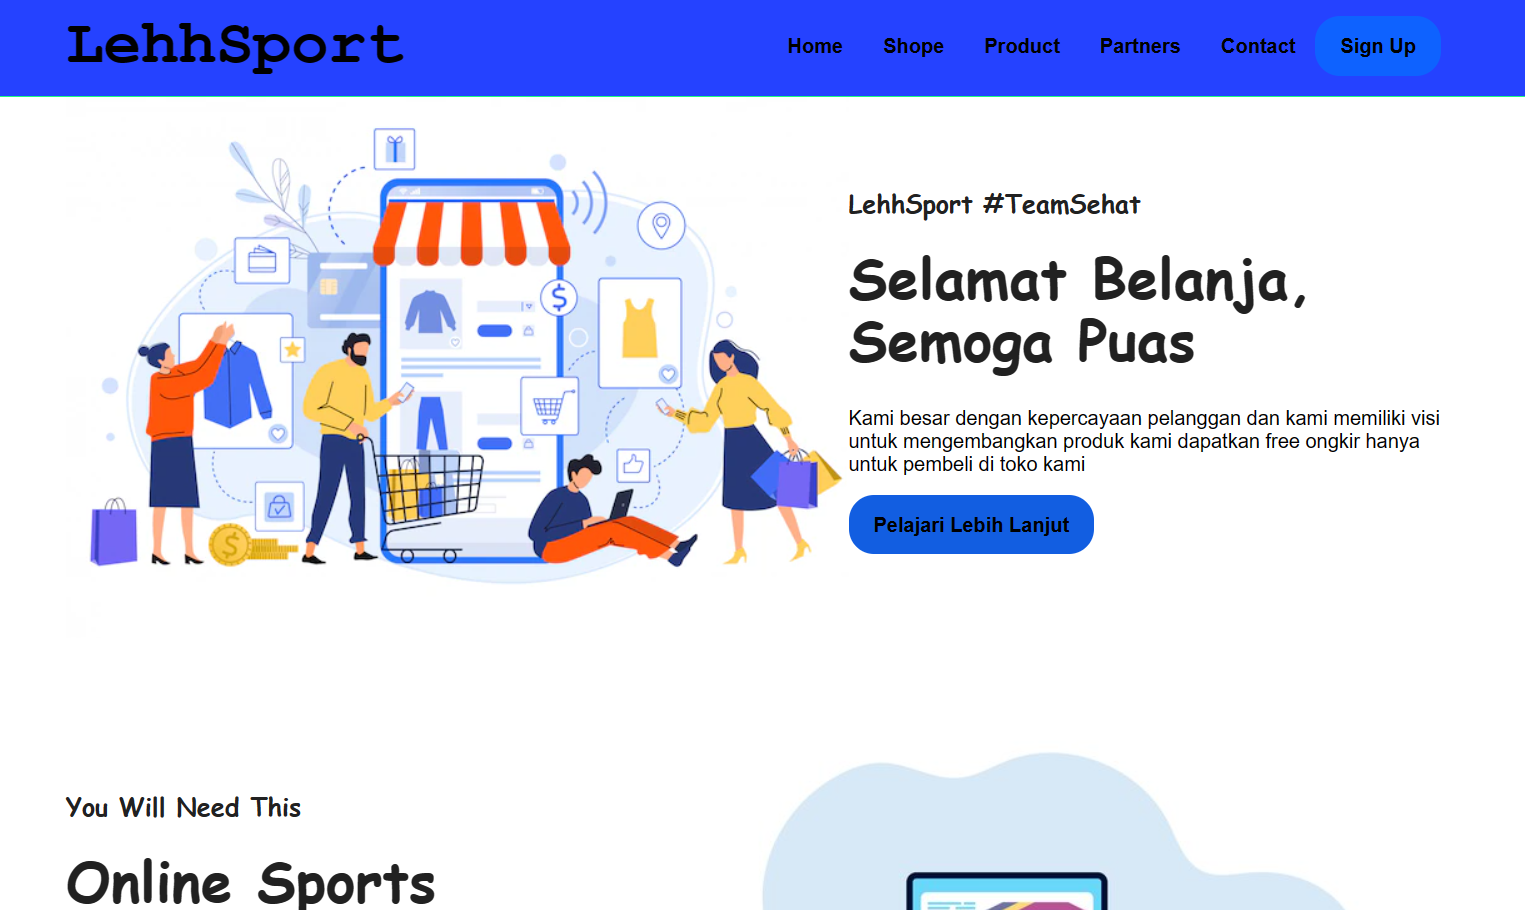 LehhSport
Home Shope Product Partners Contact Sign Up
LehhSport #TeamSehat
Selamat Belanja,
Semoga Puas
Kami besar dengan kepercayaan pelanggan dan kami memiliki visi
untuk mengembangkan produk kami dapatkan free ongkir hanya
untuk pembeli di toko kami
Pelajari Lebih Lanjut
You Will Need This
Online Sports